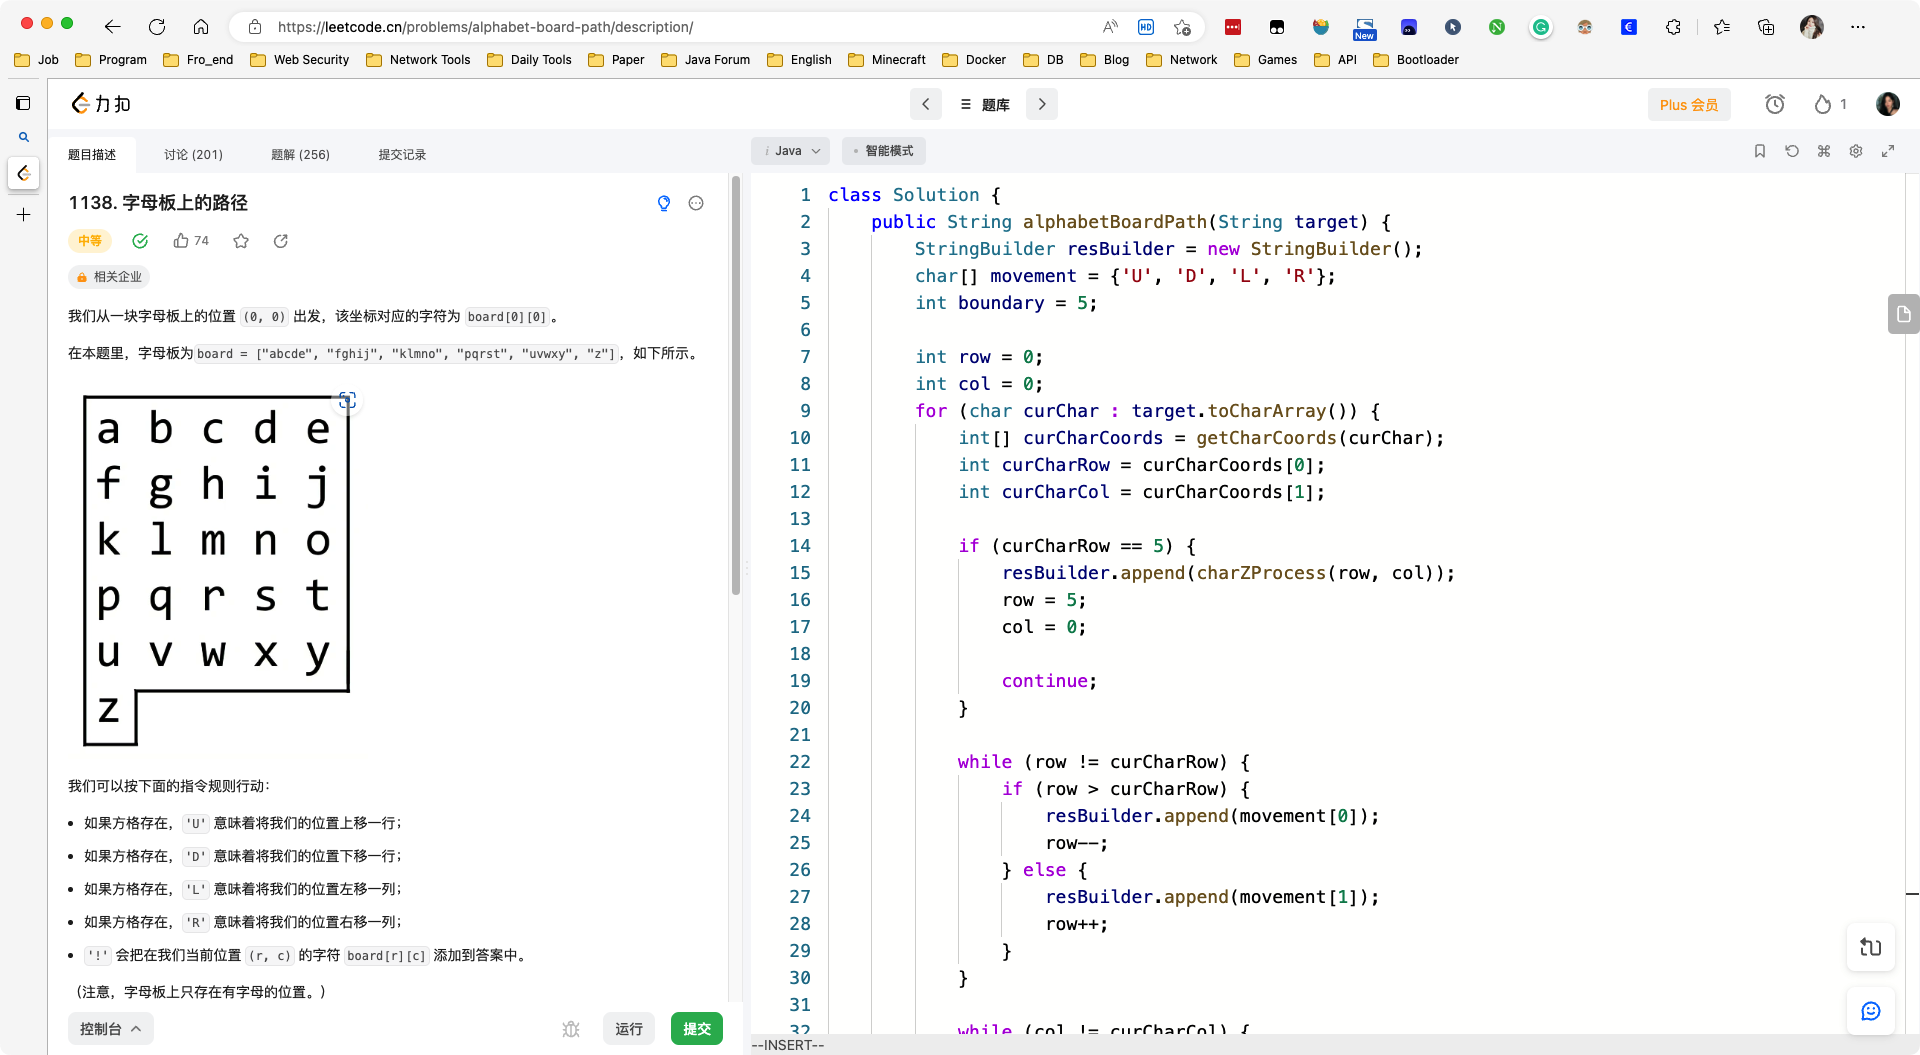 https://leetcode.cn/problems/alphabet-board-path/description/
HD
New
Job Program Fro_end Web Security Network Tools Daily Tools Paper Java Forum English Minecraft Docker DB Blog Network Games API Bootloader
力扣
题库
Plus 会员
1
题目描述 讨论 (201) 题解 (256) 提交记录
1138. 字母板上的路径
中等 74
相关企业
我们从一块字母板上的位置 (0, 0) 出发，该坐标对应的字符为 board[0][0]。
在本题里，字母板为board = ["abcde", "fghij", "klmno", "pqrst", "uvwxy", "z"]，如下所示。
a b c d e
f g h i j
k l m n o
p q r s t
u v w x y
z
我们可以按下面的指令规则行动：
如果方格存在，'U' 意味着将我们的位置上移一行；
如果方格存在，'D' 意味着将我们的位置下移一行；
如果方格存在，'L' 意味着将我们的位置左移一列；
如果方格存在，'R' 意味着将我们的位置右移一列；
'!' 会把在我们当前位置 (r, c) 的字符 board[r][c] 添加到答案中。
（注意，字母板上只存在有字母的位置。）
控制台
运行
提交
i Java
智能模式
1 class Solution {
2 public String alphabetBoardPath(String target) {
3 StringBuilder resBuilder = new StringBuilder();
4 char[] movement = {'U', 'D', 'L', 'R'};
5 int boundary = 5;
6
7 int row = 0;
8 int col = 0;
9 for (char curChar : target.toCharArray()) {
10 int[] curCharCoords = getCharCoords(curChar);
11 int curCharRow = curCharCoords[0];
12 int curCharCol = curCharCoords[1];
13
14 if (curCharRow == 5) {
15 resBuilder.append(charZProcess(row, col));
16 row = 5;
17 col = 0;
18
19 continue;
20 }
21
22 while (row != curCharRow) {
23 if (row > curCharRow) {
24 resBuilder.append(movement[0]);
25 row--;
26 } else {
27 resBuilder.append(movement[1]);
28 row++;
29 }
30 }
31
32 while (col != curCharCol) {
--INSERT--